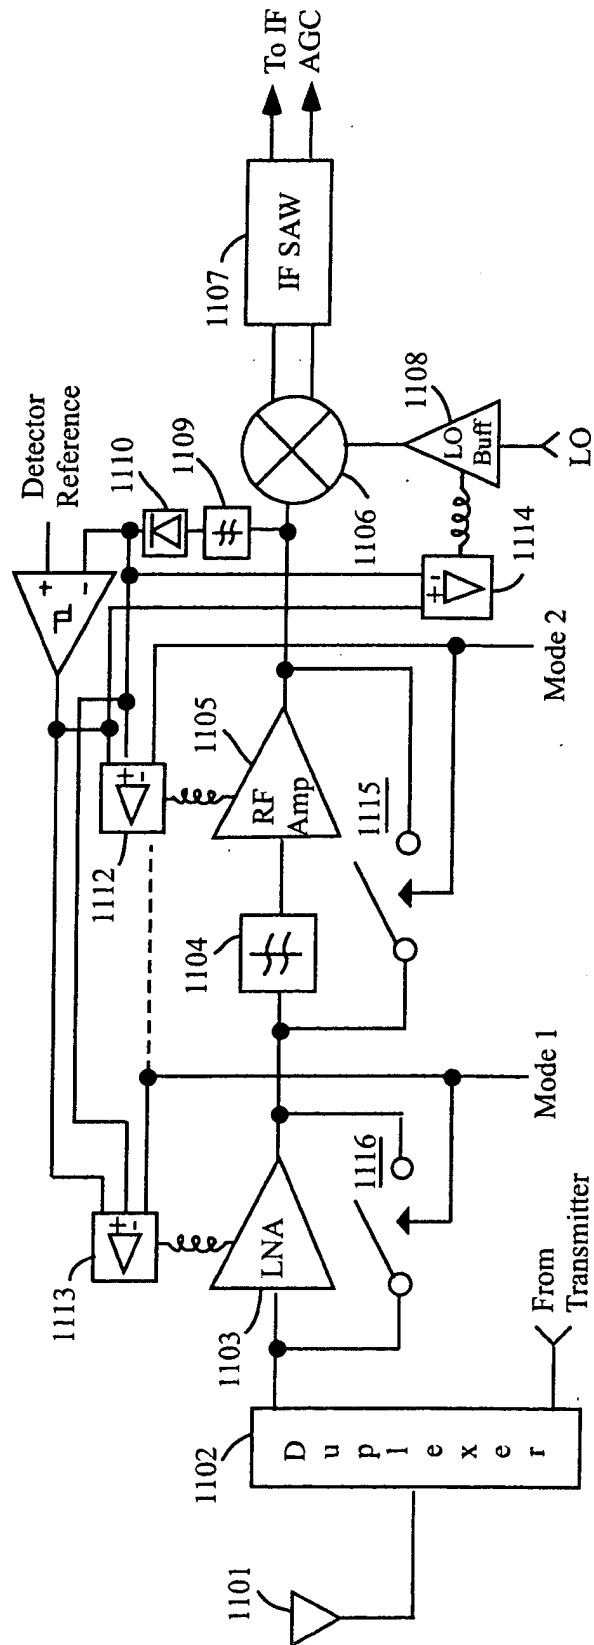 1101
1102
Duplexer
From
Transmitter
1103
LNA
1113
+
-
1116
Mode 1
1104
1105
RF
Amp
1112
+
-
1115
Mode 2
Detector
Reference
+
-
1110
1109
1106
1114
+
-
1108
LO
Buff
LO
1107
IF SAW
To IF
AGC